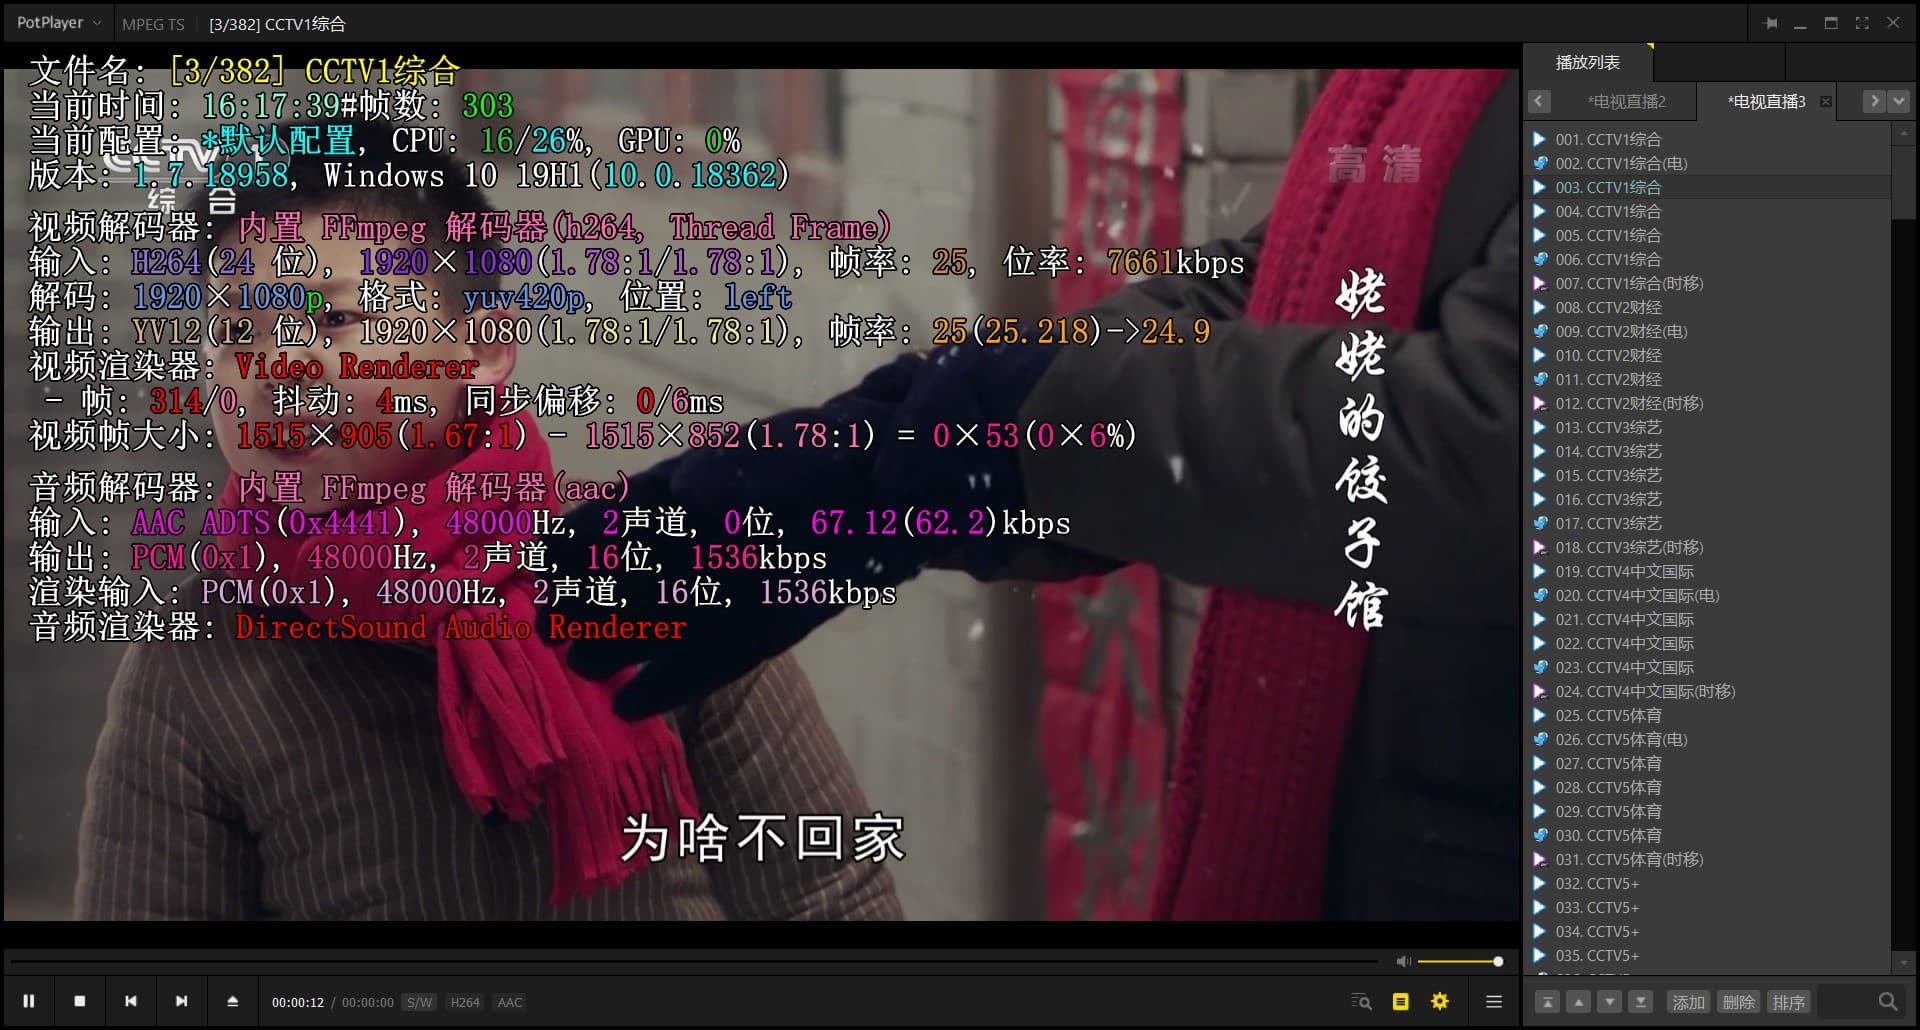 PotPlayer
MPEG TS
[3/382] CCTV1综合
文件名: [3/382] CCTV1综合
当前时间: 16:17:39#帧数: 303
当前配置: *默认配置, CPU: 16/26%, GPU: 0%
版本: 1.7.18958, Windows 10 19H1(10.0.18362)
CCTV 1
综合
高清
视频解码器: 内置 FFmpeg 解码器(h264, Thread Frame)
输入: H264(24 位), 1920×1080(1.78:1/1.78:1), 帧率: 25, 位率: 7661kbps
解码: 1920×1080p, 格式: yuv420p, 位置: left
输出: YV12(12 位), 1920×1080(1.78:1/1.78:1), 帧率: 25(25.218)->24.9
视频渲染器: Video Renderer
- 帧: 314/0, 抖动: 4ms, 同步偏移: 0/6ms
视频帧大小: 1515×905(1.67:1) - 1515×852(1.78:1) = 0×53(0×6%)
音频解码器: 内置 FFmpeg 解码器(aac)
输入: AAC ADTS(0x4441), 48000Hz, 2声道, 0位, 67.12(62.2)kbps
输出: PCM(0x1), 48000Hz, 2声道, 16位, 1536kbps
渲染输入: PCM(0x1), 48000Hz, 2声道, 16位, 1536kbps
音频渲染器: DirectSound Audio Renderer
姥姥的饺子馆
为啥不回家
00:00:12 / 00:00:00 S/W H264 AAC
播放列表
*电视直播2
*电视直播3
001. CCTV1综合
002. CCTV1综合(电)
003. CCTV1综合
004. CCTV1综合
005. CCTV1综合
006. CCTV1综合
007. CCTV1综合(时移)
008. CCTV2财经
009. CCTV2财经(电)
010. CCTV2财经
011. CCTV2财经
012. CCTV2财经(时移)
013. CCTV3综艺
014. CCTV3综艺
015. CCTV3综艺
016. CCTV3综艺
017. CCTV3综艺
018. CCTV3综艺(时移)
019. CCTV4中文国际
020. CCTV4中文国际(电)
021. CCTV4中文国际
022. CCTV4中文国际
023. CCTV4中文国际
024. CCTV4中文国际(时移)
025. CCTV5体育
026. CCTV5体育(电)
027. CCTV5体育
028. CCTV5体育
029. CCTV5体育
030. CCTV5体育
031. CCTV5体育(时移)
032. CCTV5+
033. CCTV5+
034. CCTV5+
035. CCTV5+
添加
删除
排序